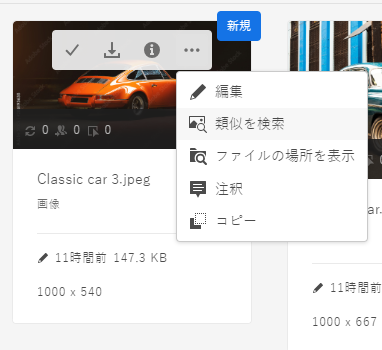 新規
0 0 0
Classic car 3.jpeg
画像
11時間前 147.3 KB
1000 x 540
編集
類似を検索
ファイルの場所を表示
注釈
コピー
ar.
11時間前
1000 x 667